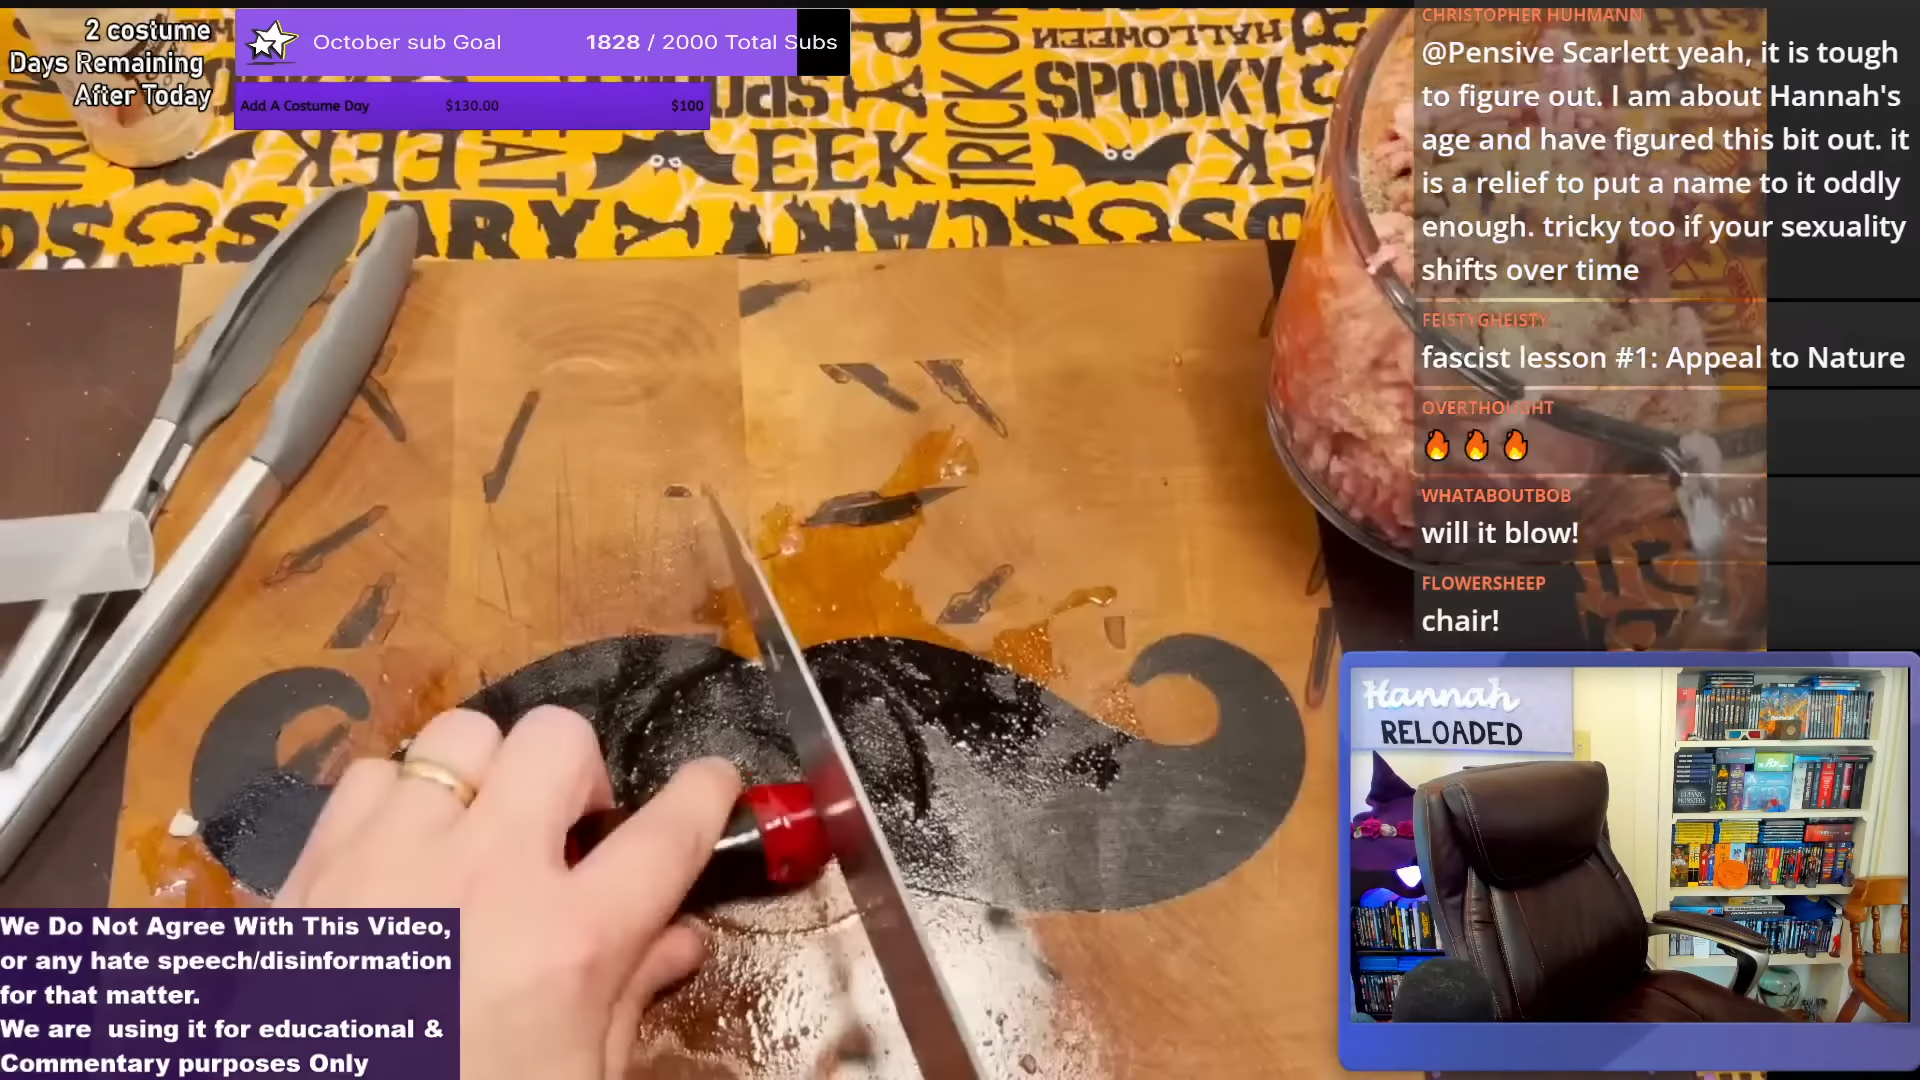 2 costume
Days Remaining
After Today
October sub Goal 1828 / 2000 Total Subs
Add A Costume Day $130.00 $100
HALLOWEEN
SPOOKY
TRICK OR
EEK
EEK
SCARY
CHRISTOPHER HUHMANN
@Pensive Scarlett yeah, it is tough
to figure out. I am about Hannah's
age and have figured this bit out. it
is a relief to put a name to it oddly
enough. tricky too if your sexuality
shifts over time
FEISTYGHEISTY
fascist lesson #1: Appeal to Nature
OVERTHOUGHT
🔥 🔥 🔥
WHATABOUTBOB
will it blow!
FLOWERSHEEP
chair!
Hannah
RELOADED
We Do Not Agree With This Video,
or any hate speech/disinformation
for that matter.
We are using it for educational &
Commentary purposes Only